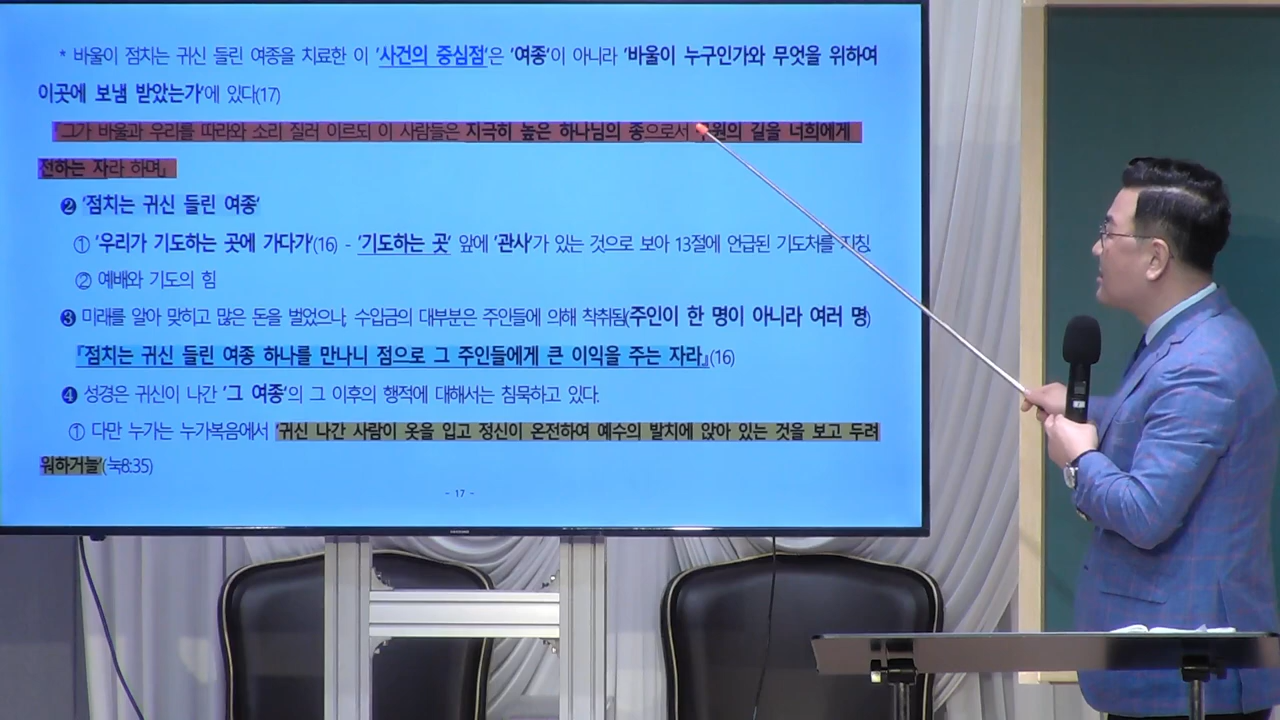 * 바울이 점치는 귀신 들린 여종을 치료한 이 '사건의 중심점'은 '여종'이 아니라 '바울이 누구인가와 무엇을 위하여
이곳에 보냄 받았는가'에 있다(17)
『그가 바울과 우리를 따라와 소리 질러 이르되 이 사람들은 지극히 높은 하나님의 종으로서 구원의 길을 너희에게
전하는 자라 하며』
❷ '점치는 귀신 들린 여종'
① '우리가 기도하는 곳에 가다가'(16) - '기도하는 곳' 앞에 '관사'가 있는 것으로 보아 13절에 언급된 기도처를 지칭
② 예배와 기도의 힘
❸ 미래를 알아 맞히고 많은 돈을 벌었으나, 수입금의 대부분은 주인들에 의해 착취됨(주인이 한 명이 아니라 여러 명)
『점치는 귀신 들린 여종 하나를 만나니 점으로 그 주인들에게 큰 이익을 주는 자라』(16)
❹ 성경은 귀신이 나간 '그 여종'의 그 이후의 행적에 대해서는 침묵하고 있다.
① 다만 누가는 누가복음에서 '귀신 나간 사람이 옷을 입고 정신이 온전하여 예수의 발치에 앉아 있는 것을 보고 두려
워하거늘'(눅8:35)
- 17 -